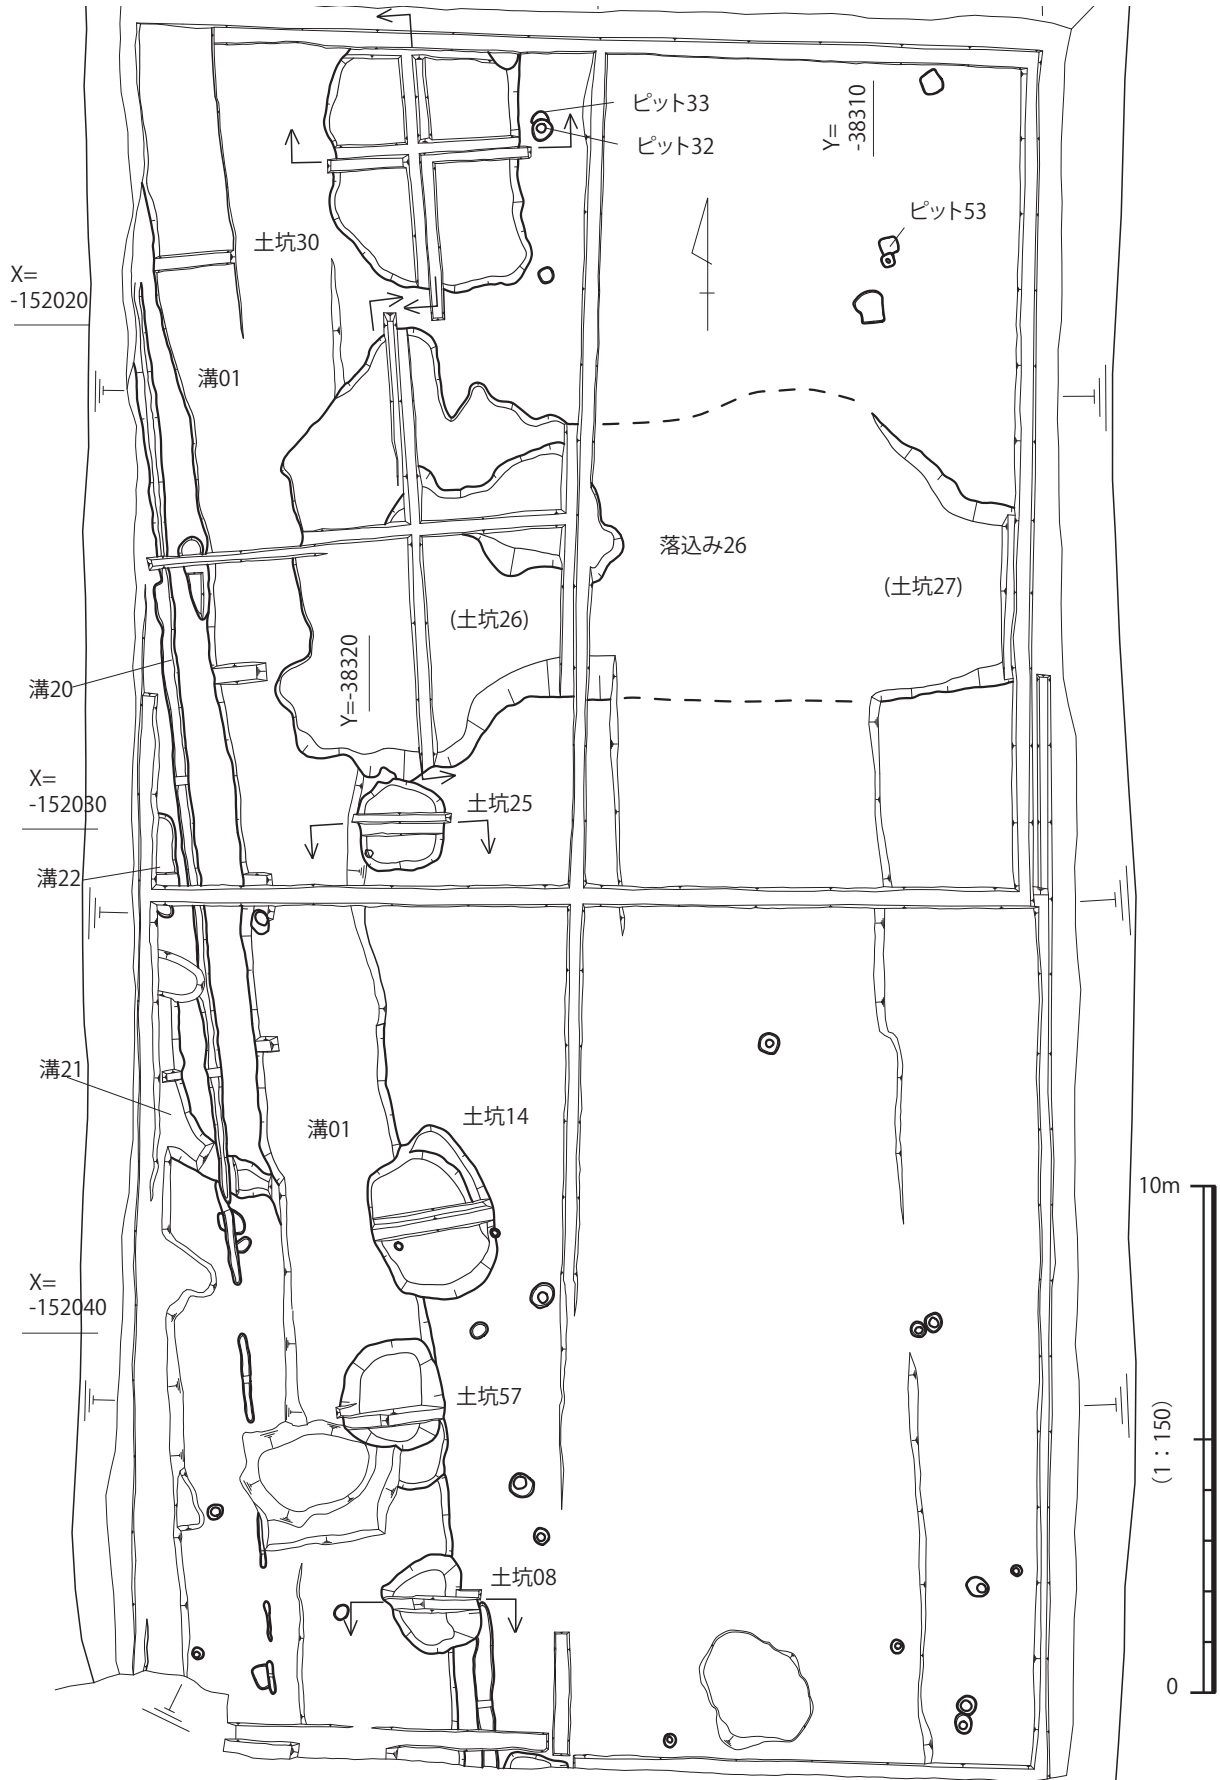 ピット33
ピット32
Y=
-38310
ピット53
土坑30
X=
-152020
溝01
落込み26
(土坑27)
(土坑26)
Y=-38320
溝20
X=
-152030
土坑25
溝22
溝21
溝01
土坑14
10m
X=
-152040
土坑57
(1：150)
土坑08
0